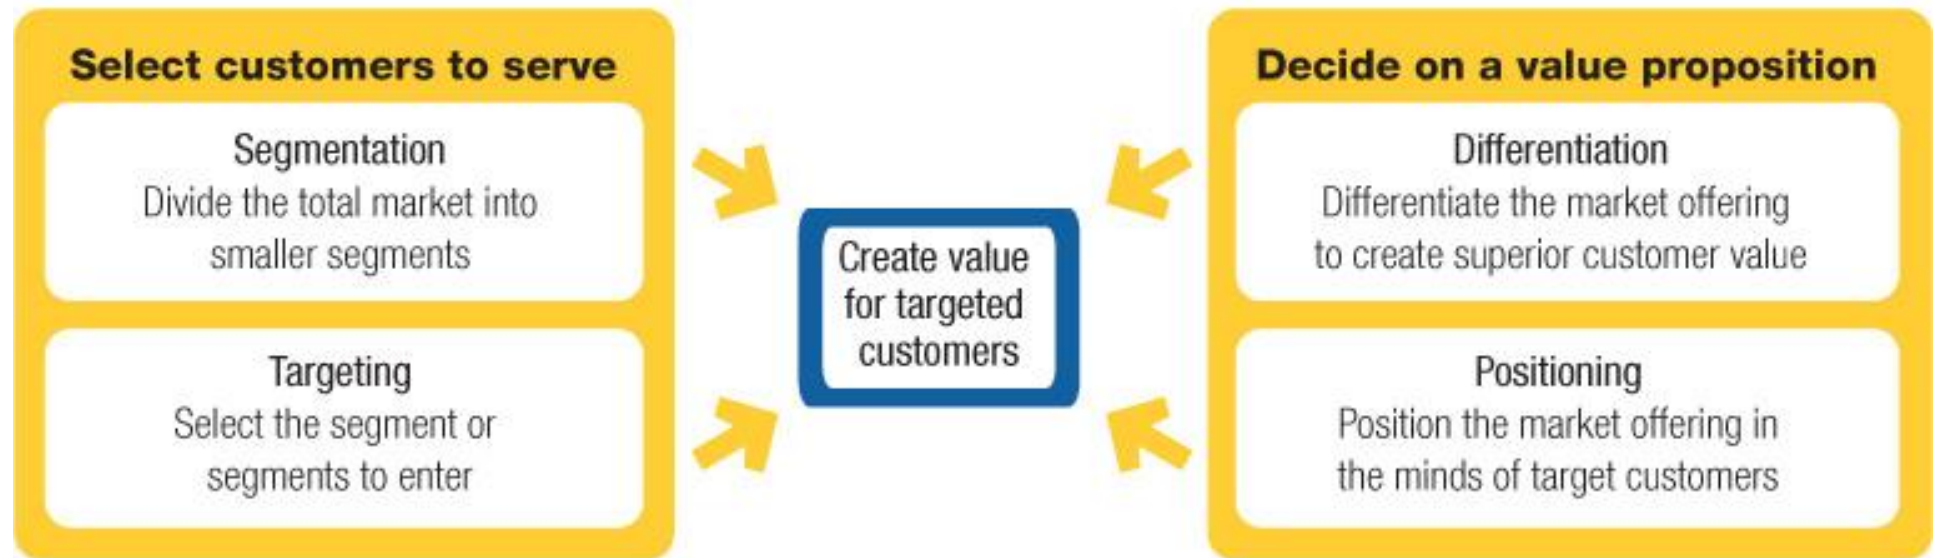 Select customers to serve
Segmentation
Divide the total market into
smaller segments
Targeting
Select the segment or
segments to enter
Create value
for targeted
customers
Decide on a value proposition
Differentiation
Differentiate the market offering
to create superior customer value
Positioning
Position the market offering in
the minds of target customers